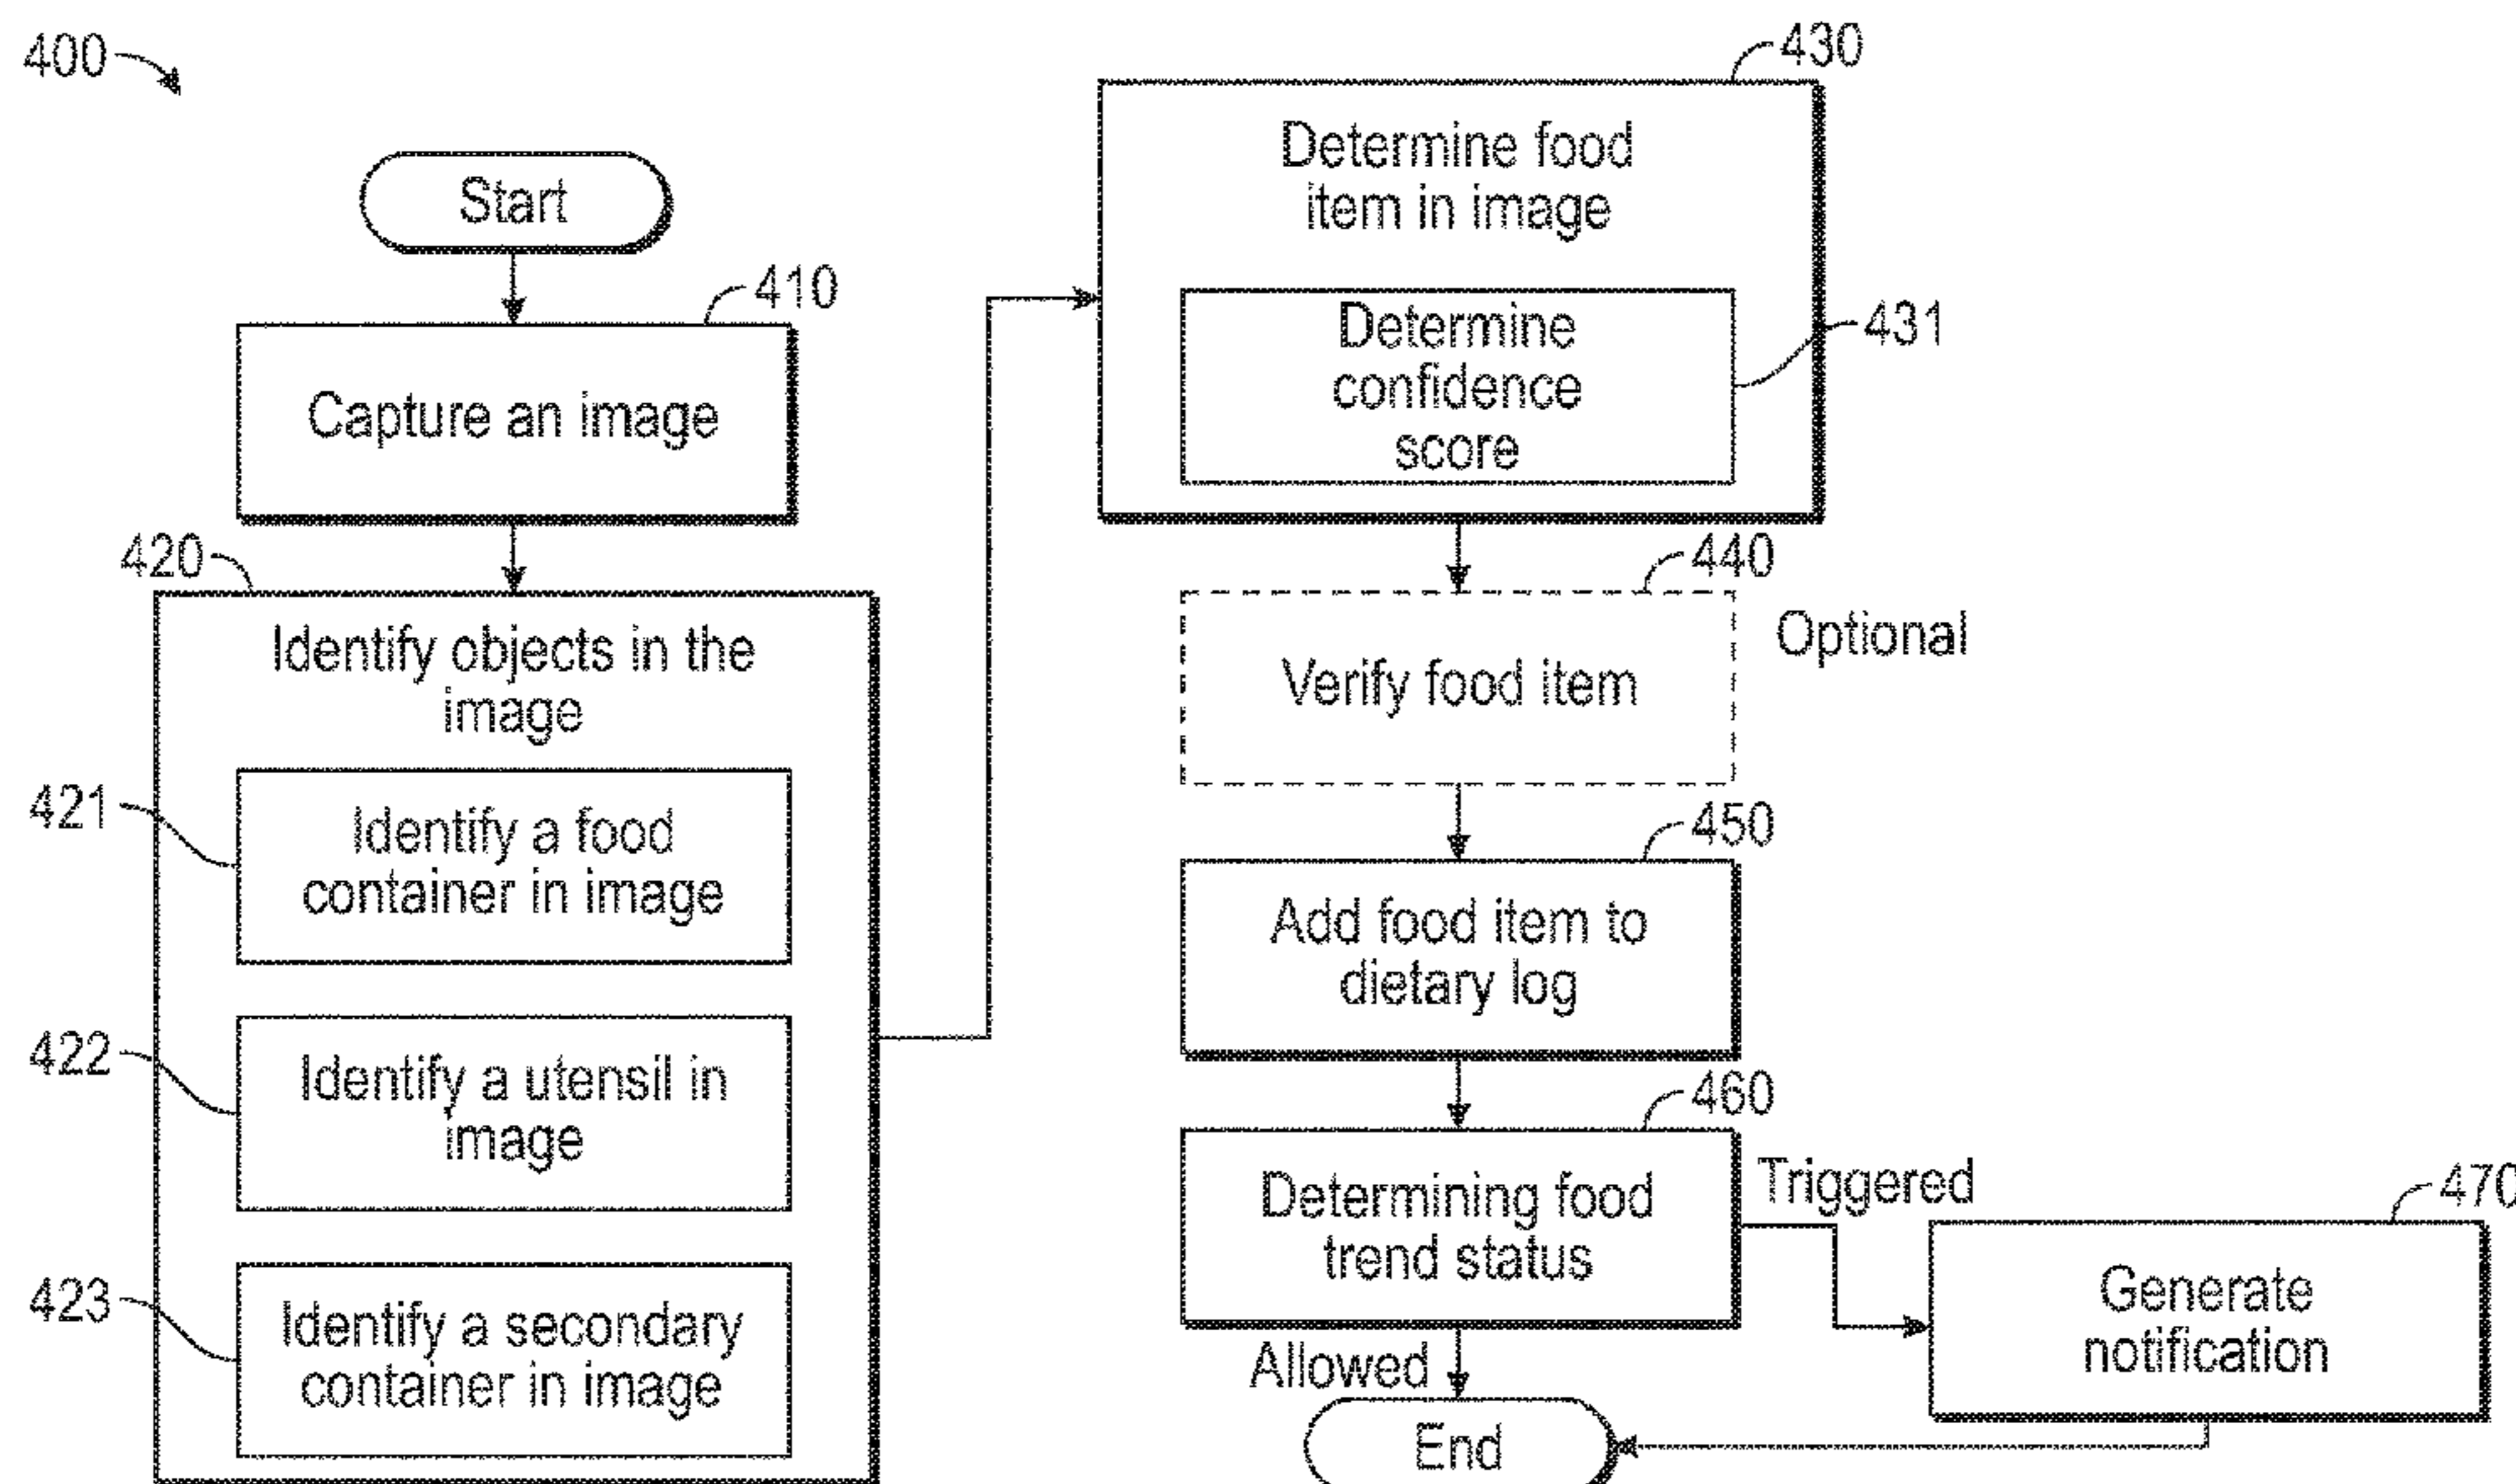 400
Start
410
Capture an image
420
Identify objects in the
image
421
Identify a food
container in image
422
Identify a utensil in
image
423
Identify a secondary
container in image
430
Determine food
item in image
Determine
confidence
score
431
440
Optional
Verify food item
450
Add food item to
dietary log
460
Determining food
trend status
Triggered
470
Generate
notification
Allowed
End